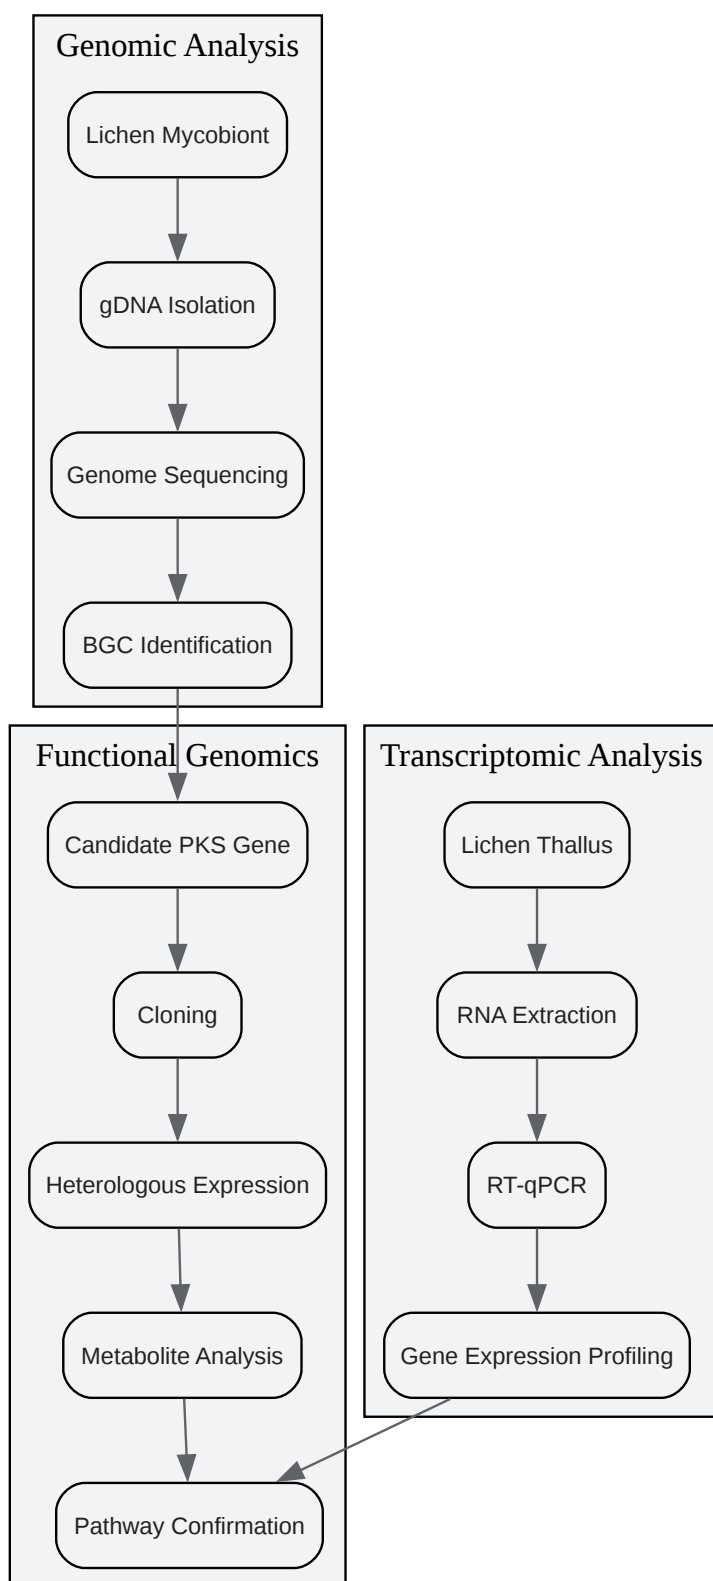 Genomic Analysis
Lichen Mycobiont
gDNA Isolation
Genome Sequencing
BGC Identification
Functional Genomics
Candidate PKS Gene
Cloning
Heterologous Expression
Metabolite Analysis
Pathway Confirmation
Transcriptomic Analysis
Lichen Thallus
RNA Extraction
RT-qPCR
Gene Expression Profiling